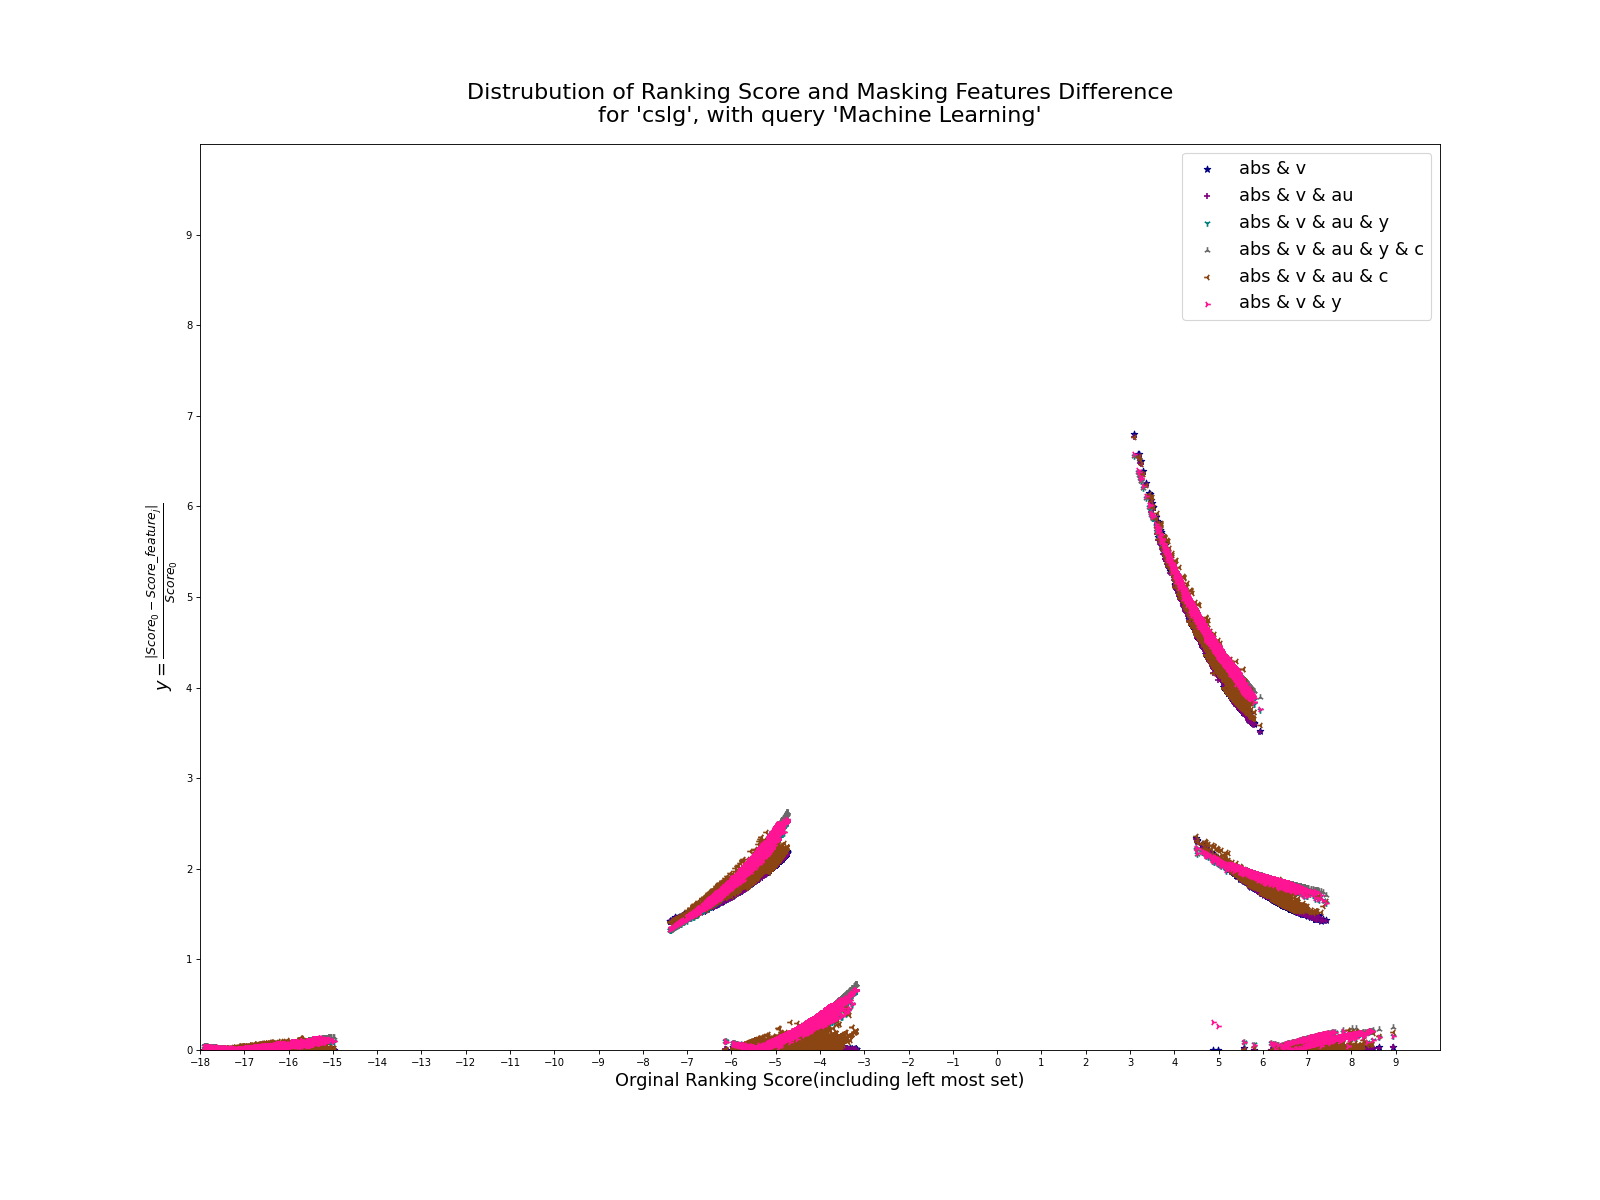 Distrubution of Ranking Score and Masking Features Difference
for 'cslg', with query 'Machine Learning'
abs & v
abs & v & au
abs & v & au & y
abs & v & au & y & c
abs & v & au & c
abs & v & y
9
8
7
6
5
4
3
2
1
0
y = |Score₀ − Score_featureⱼ| / Score₀
−18 −17 −16 −15 −14 −13 −12 −11 −10 −9 −8 −7 −6 −5 −4 −3 −2 −1 0 1 2 3 4 5 6 7 8 9
Orginal Ranking Score(including left most set)